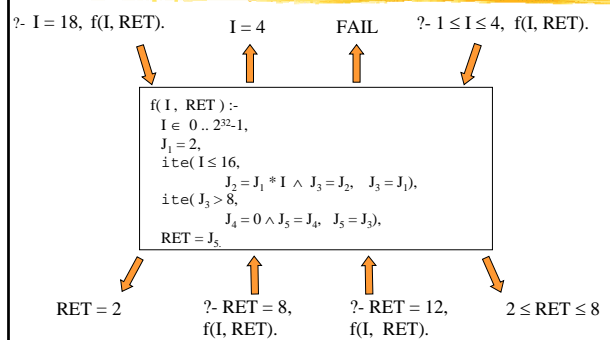 ?- I = 18, f(I, RET).
I = 4
FAIL
?- 1 ≤ I ≤ 4, f(I, RET).
f( I , RET ) :-
I ∈ 0 .. 2³²-1,
J₁ = 2,
ite( I ≤ 16,
J₂ = J₁ * I ∧ J₃ = J₂, J₃ = J₁),
ite( J₃ > 8,
J₄ = 0 ∧ J₅ = J₄, J₅ = J₃),
RET = J₅.
RET = 2
?- RET = 8,
f(I, RET).
?- RET = 12,
f(I, RET).
2 ≤ RET ≤ 8